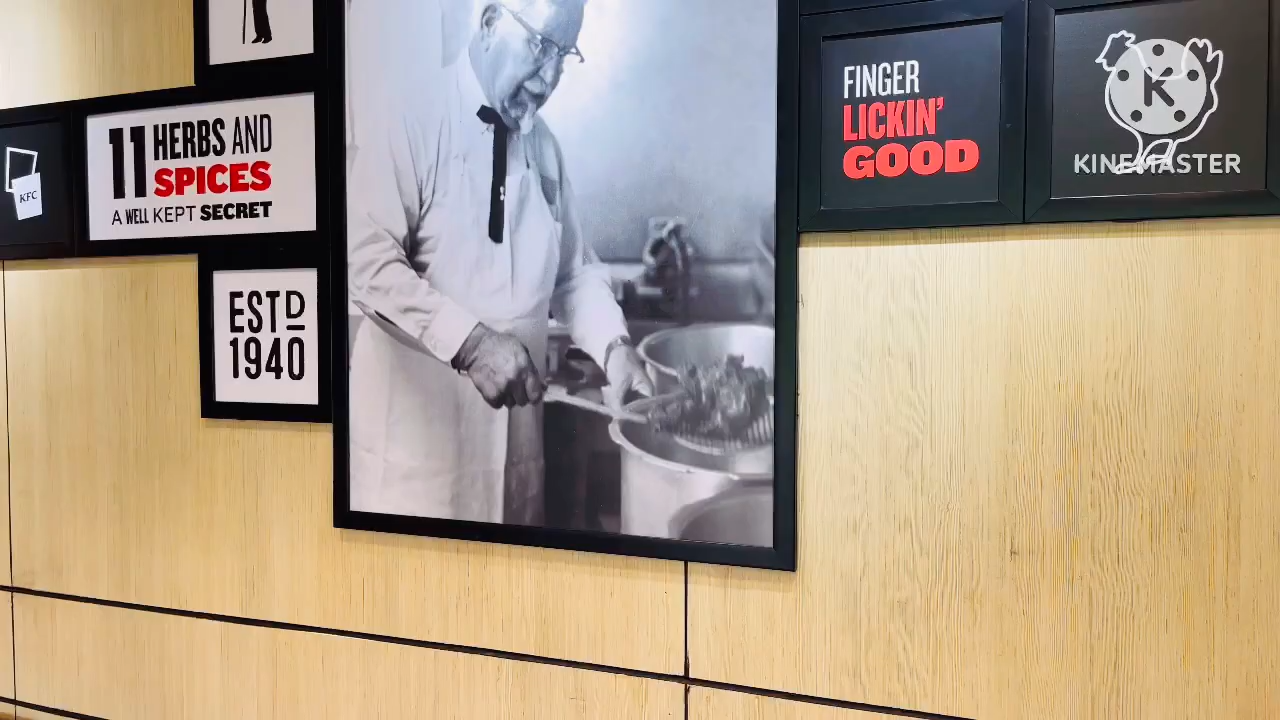 KFC
11 HERBS AND
SPICES
A WELL KEPT SECRET
ESTD
1940
FINGER
LICKIN'
GOOD
K
KINEMASTER